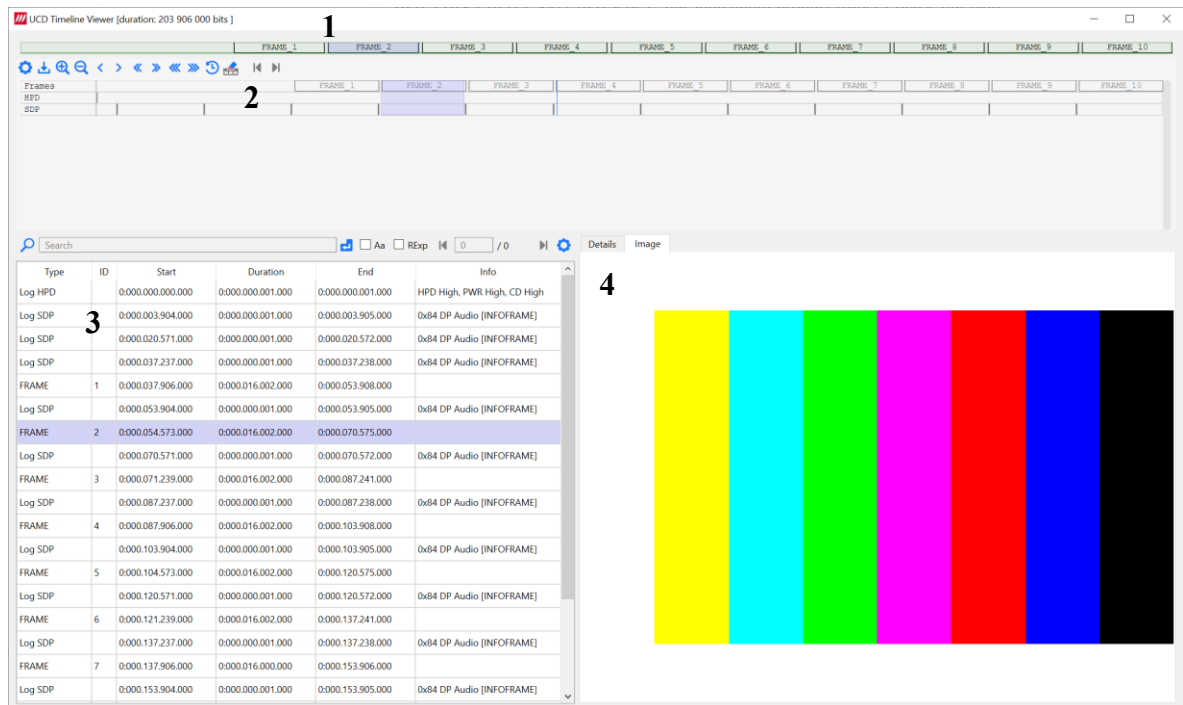 UCD Timeline Viewer [duration: 203 906 000 bits ]
1
FRAME_1 FRAME_2 FRAME_3 FRAME_4 FRAME_5 FRAME_6 FRAME_7 FRAME_8 FRAME_9 FRAME_10
2
Frames FRAME_1 FRAME_2 FRAME_3 FRAME_4 FRAME_5 FRAME_6 FRAME_7 FRAME_8 FRAME_9 FRAME_10
HPD
SDP
Search Aa RExp 0 / 0 Details Image
Type ID Start Duration End Info
4
Log HPD 0:000.000.000.000 0:000.000.001.000 0:000.000.001.000 HPD High, PWR High, CD High
Log SDP 0:000.003.904.000 0:000.000.001.000 0:000.003.905.000 0x84 DP Audio [INFOFRAME]
3
Log SDP 0:000.020.571.000 0:000.000.001.000 0:000.020.572.000 0x84 DP Audio [INFOFRAME]
Log SDP 0:000.037.237.000 0:000.000.001.000 0:000.037.238.000 0x84 DP Audio [INFOFRAME]
FRAME 1 0:000.037.906.000 0:000.016.002.000 0:000.053.908.000
Log SDP 0:000.053.904.000 0:000.000.001.000 0:000.053.905.000 0x84 DP Audio [INFOFRAME]
FRAME 2 0:000.054.573.000 0:000.016.002.000 0:000.070.575.000
Log SDP 0:000.070.571.000 0:000.000.001.000 0:000.070.572.000 0x84 DP Audio [INFOFRAME]
FRAME 3 0:000.071.239.000 0:000.016.002.000 0:000.087.241.000
Log SDP 0:000.087.237.000 0:000.000.001.000 0:000.087.238.000 0x84 DP Audio [INFOFRAME]
FRAME 4 0:000.087.906.000 0:000.016.002.000 0:000.103.908.000
Log SDP 0:000.103.904.000 0:000.000.001.000 0:000.103.905.000 0x84 DP Audio [INFOFRAME]
FRAME 5 0:000.104.573.000 0:000.016.002.000 0:000.120.575.000
Log SDP 0:000.120.571.000 0:000.000.001.000 0:000.120.572.000 0x84 DP Audio [INFOFRAME]
FRAME 6 0:000.121.239.000 0:000.016.002.000 0:000.137.241.000
Log SDP 0:000.137.237.000 0:000.000.001.000 0:000.137.238.000 0x84 DP Audio [INFOFRAME]
FRAME 7 0:000.137.906.000 0:000.016.000.000 0:000.153.906.000
Log SDP 0:000.153.904.000 0:000.000.001.000 0:000.153.905.000 0x84 DP Audio [INFOFRAME]